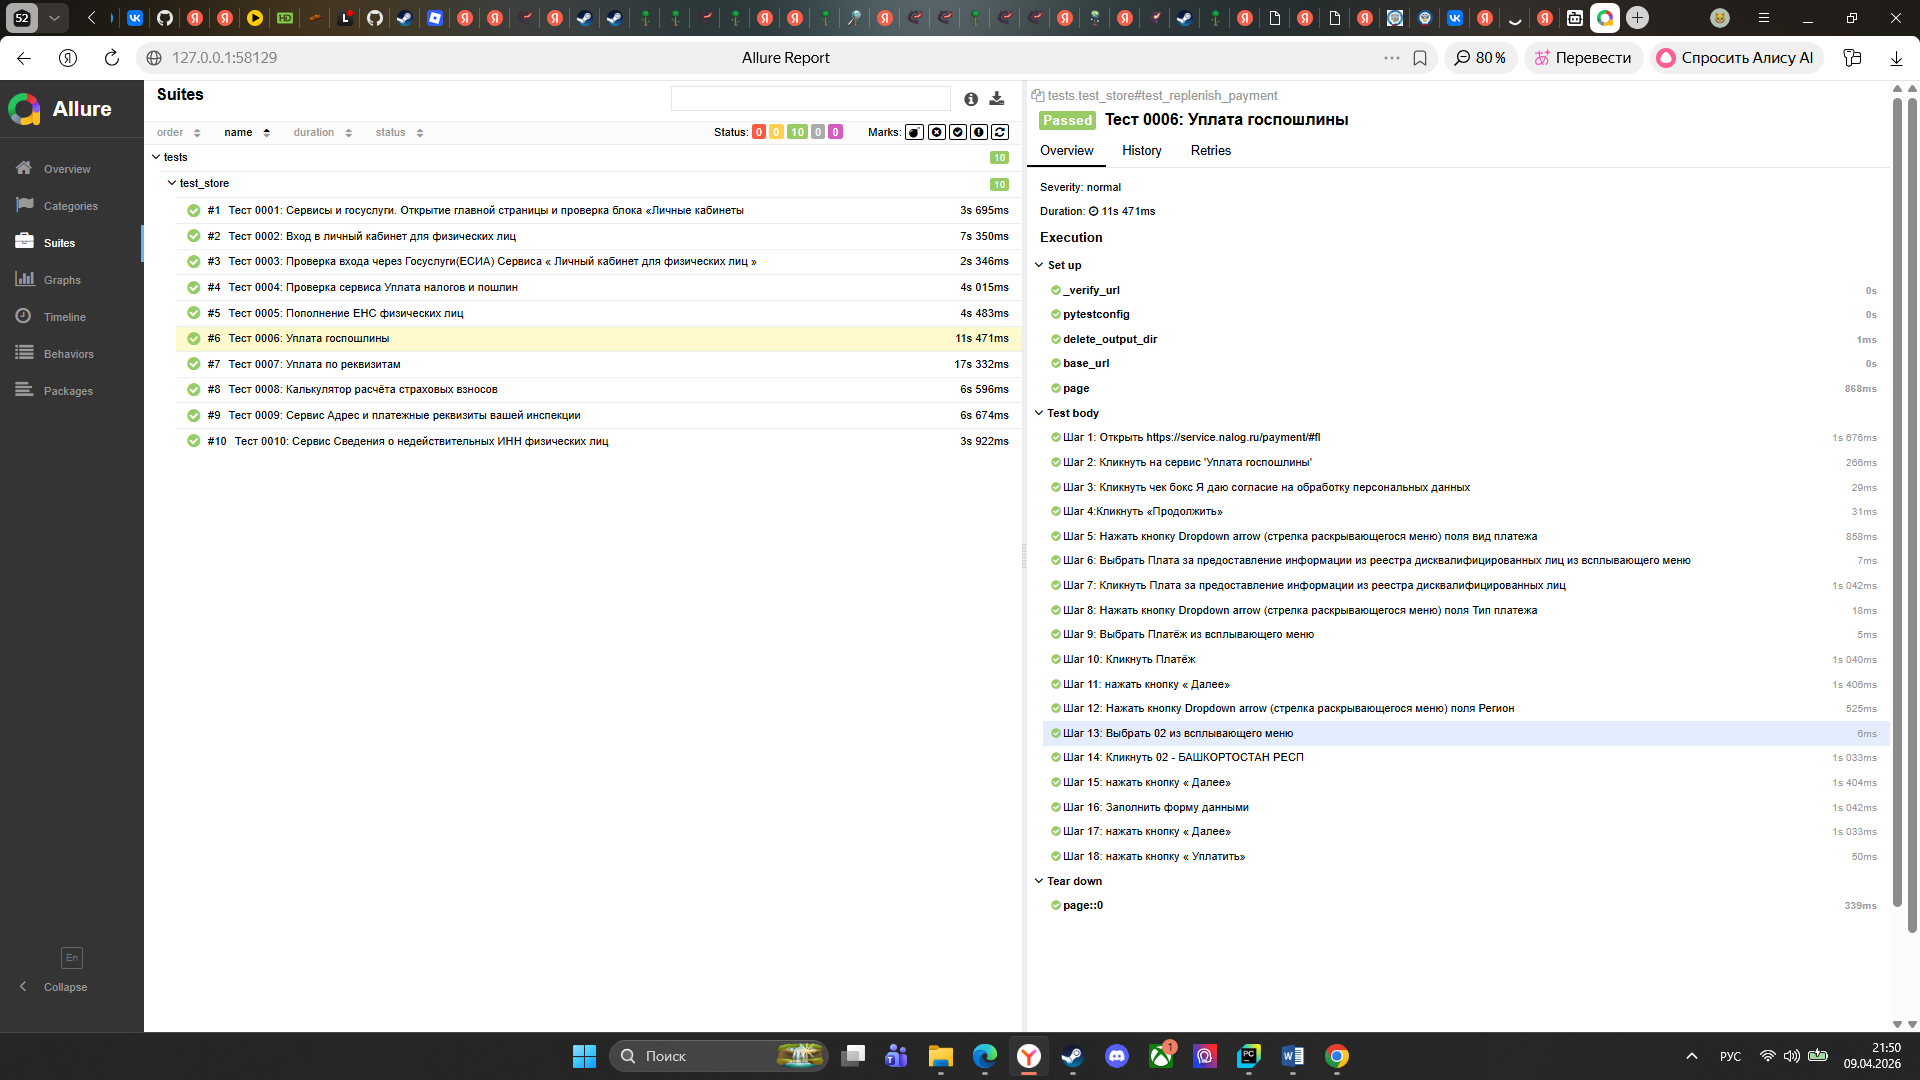 52
127.0.0.1:58129
Allure Report
80 %
Перевести
Спросить Алису AI
Allure
Overview
Categories
Suites
Graphs
Timeline
Behaviors
Packages
En
Collapse
Suites
order name duration status
Status: 0 0 10 0 0 Marks:
tests 10
test_store 10
#1 Тест 0001: Сервисы и госуслуги. Открытие главной страницы и проверка блока «Личные кабинеты 3s 695ms
#2 Тест 0002: Вход в личный кабинет для физических лиц 7s 350ms
#3 Тест 0003: Проверка входа через Госуслуги(ЕСИА) Сервиса « Личный кабинет для физических лиц » 2s 346ms
#4 Тест 0004: Проверка сервиса Уплата налогов и пошлин 4s 015ms
#5 Тест 0005: Пополнение ЕНС физических лиц 4s 483ms
#6 Тест 0006: Уплата госпошлины 11s 471ms
#7 Тест 0007: Уплата по реквизитам 17s 332ms
#8 Тест 0008: Калькулятор расчёта страховых взносов 6s 596ms
#9 Тест 0009: Сервис Адрес и платежные реквизиты вашей инспекции 6s 674ms
#10 Тест 0010: Сервис Сведения о недействительных ИНН физических лиц 3s 922ms
tests.test_store#test_replenish_payment
Passed Тест 0006: Уплата госпошлины
Overview History Retries
Severity: normal
Duration: 11s 471ms
Execution
Set up
_verify_url 0s
pytestconfig 0s
delete_output_dir 1ms
base_url 0s
page 868ms
Test body
Шаг 1: Открыть https://service.nalog.ru/payment/#fl 1s 676ms
Шаг 2: Кликнуть на сервис 'Уплата госпошлины' 266ms
Шаг 3: Кликнуть чек бокс Я даю согласие на обработку персональных данных 29ms
Шаг 4:Кликнуть «Продолжить» 31ms
Шаг 5: Нажать кнопку Dropdown arrow (стрелка раскрывающегося меню) поля вид платежа 858ms
Шаг 6: Выбрать Плата за предоставление информации из реестра дисквалифицированных лиц из всплывающего меню 7ms
Шаг 7: Кликнуть Плата за предоставление информации из реестра дисквалифицированных лиц 1s 042ms
Шаг 8: Нажать кнопку Dropdown arrow (стрелка раскрывающегося меню) поля Тип платежа 18ms
Шаг 9: Выбрать Платёж из всплывающего меню 5ms
Шаг 10: Кликнуть Платёж 1s 040ms
Шаг 11: нажать кнопку « Далее» 1s 406ms
Шаг 12: Нажать кнопку Dropdown arrow (стрелка раскрывающегося меню) поля Регион 525ms
Шаг 13: Выбрать 02 из всплывающего меню 6ms
Шаг 14: Кликнуть 02 - БАШКОРТОСТАН РЕСП 1s 033ms
Шаг 15: нажать кнопку « Далее» 1s 404ms
Шаг 16: Заполнить форму данными 1s 042ms
Шаг 17: нажать кнопку « Далее» 1s 033ms
Шаг 18: нажать кнопку « Уплатить» 50ms
Tear down
page::0 339ms
Поиск
1
РУС
21:50
09.04.2026